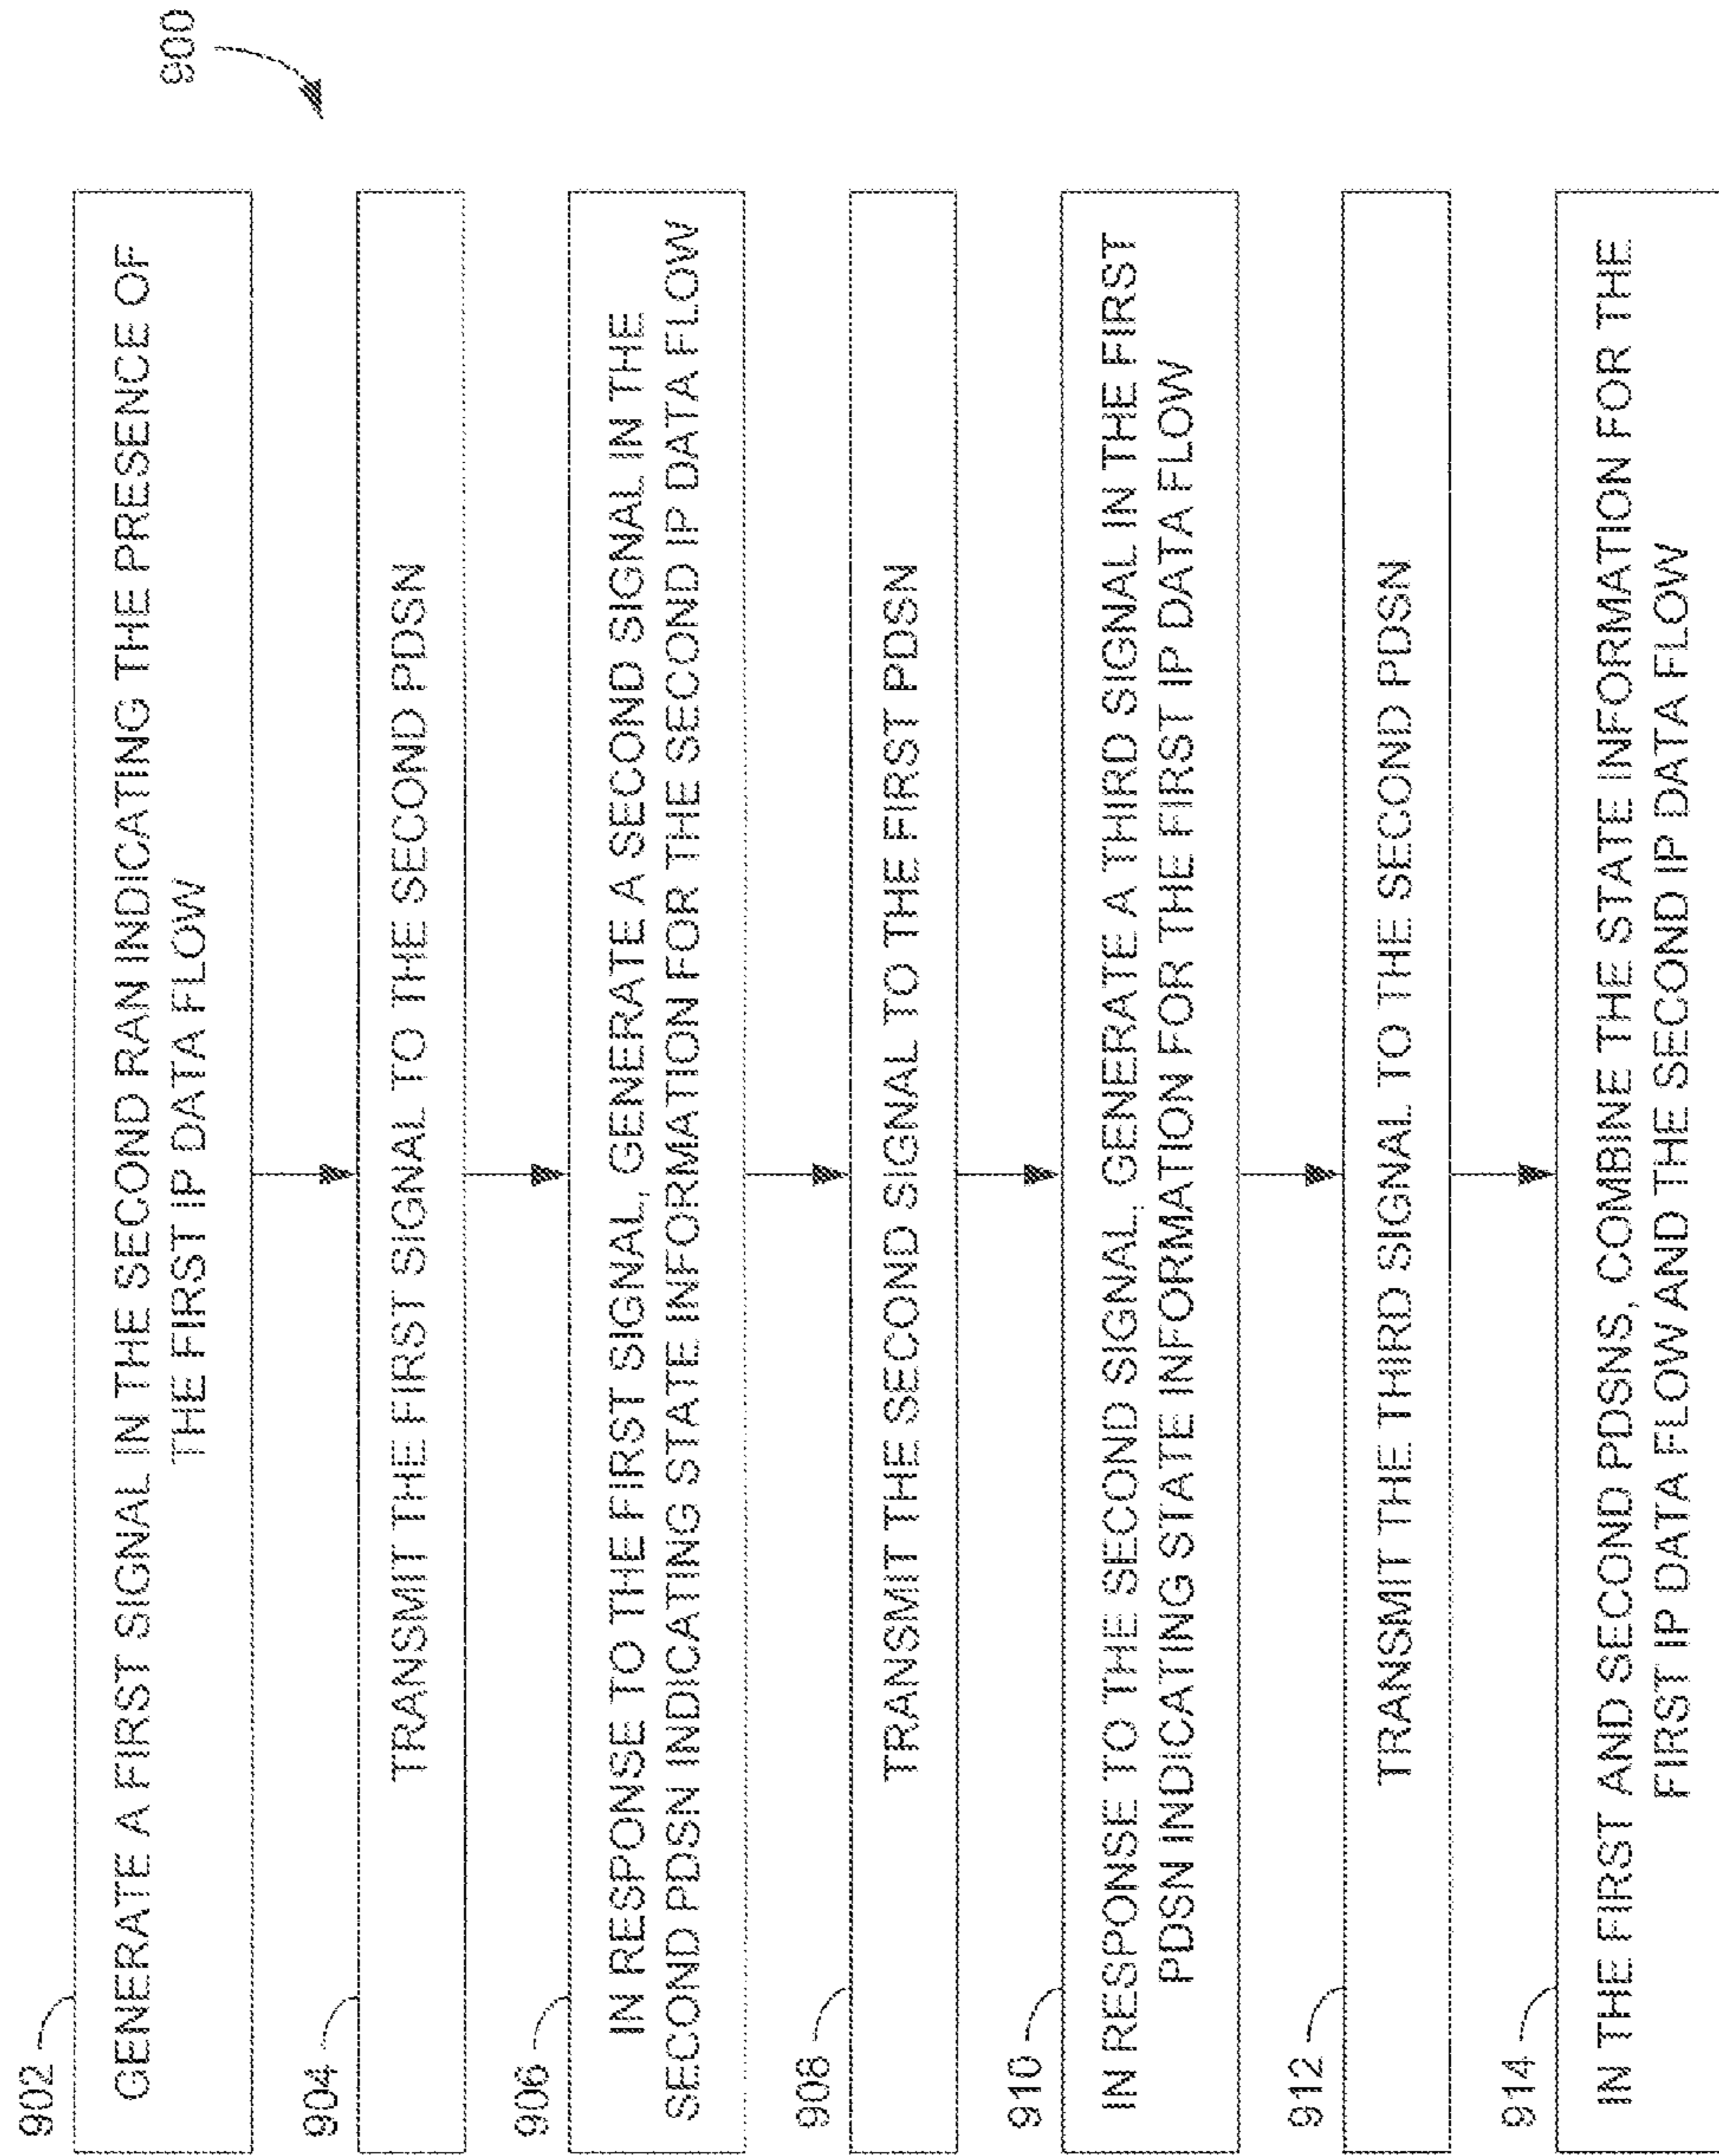 900
902
GENERATE A FIRST SIGNAL IN THE SECOND RAN INDICATING THE PRESENCE OF
THE FIRST IP DATA FLOW
904
TRANSMIT THE FIRST SIGNAL TO THE SECOND PDSN
906
IN RESPONSE TO THE FIRST SIGNAL, GENERATE A SECOND SIGNAL IN THE
SECOND PDSN INDICATING STATE INFORMATION FOR THE SECOND IP DATA FLOW
908
TRANSMIT THE SECOND SIGNAL TO THE FIRST PDSN
910
IN RESPONSE TO THE SECOND SIGNAL, GENERATE A THIRD SIGNAL IN THE FIRST
PDSN INDICATING STATE INFORMATION FOR THE FIRST IP DATA FLOW
912
TRANSMIT THE THIRD SIGNAL TO THE SECOND PDSN
914
IN THE FIRST AND SECOND PDSNS, COMBINE THE STATE INFORMATION FOR THE
FIRST IP DATA FLOW AND THE SECOND IP DATA FLOW